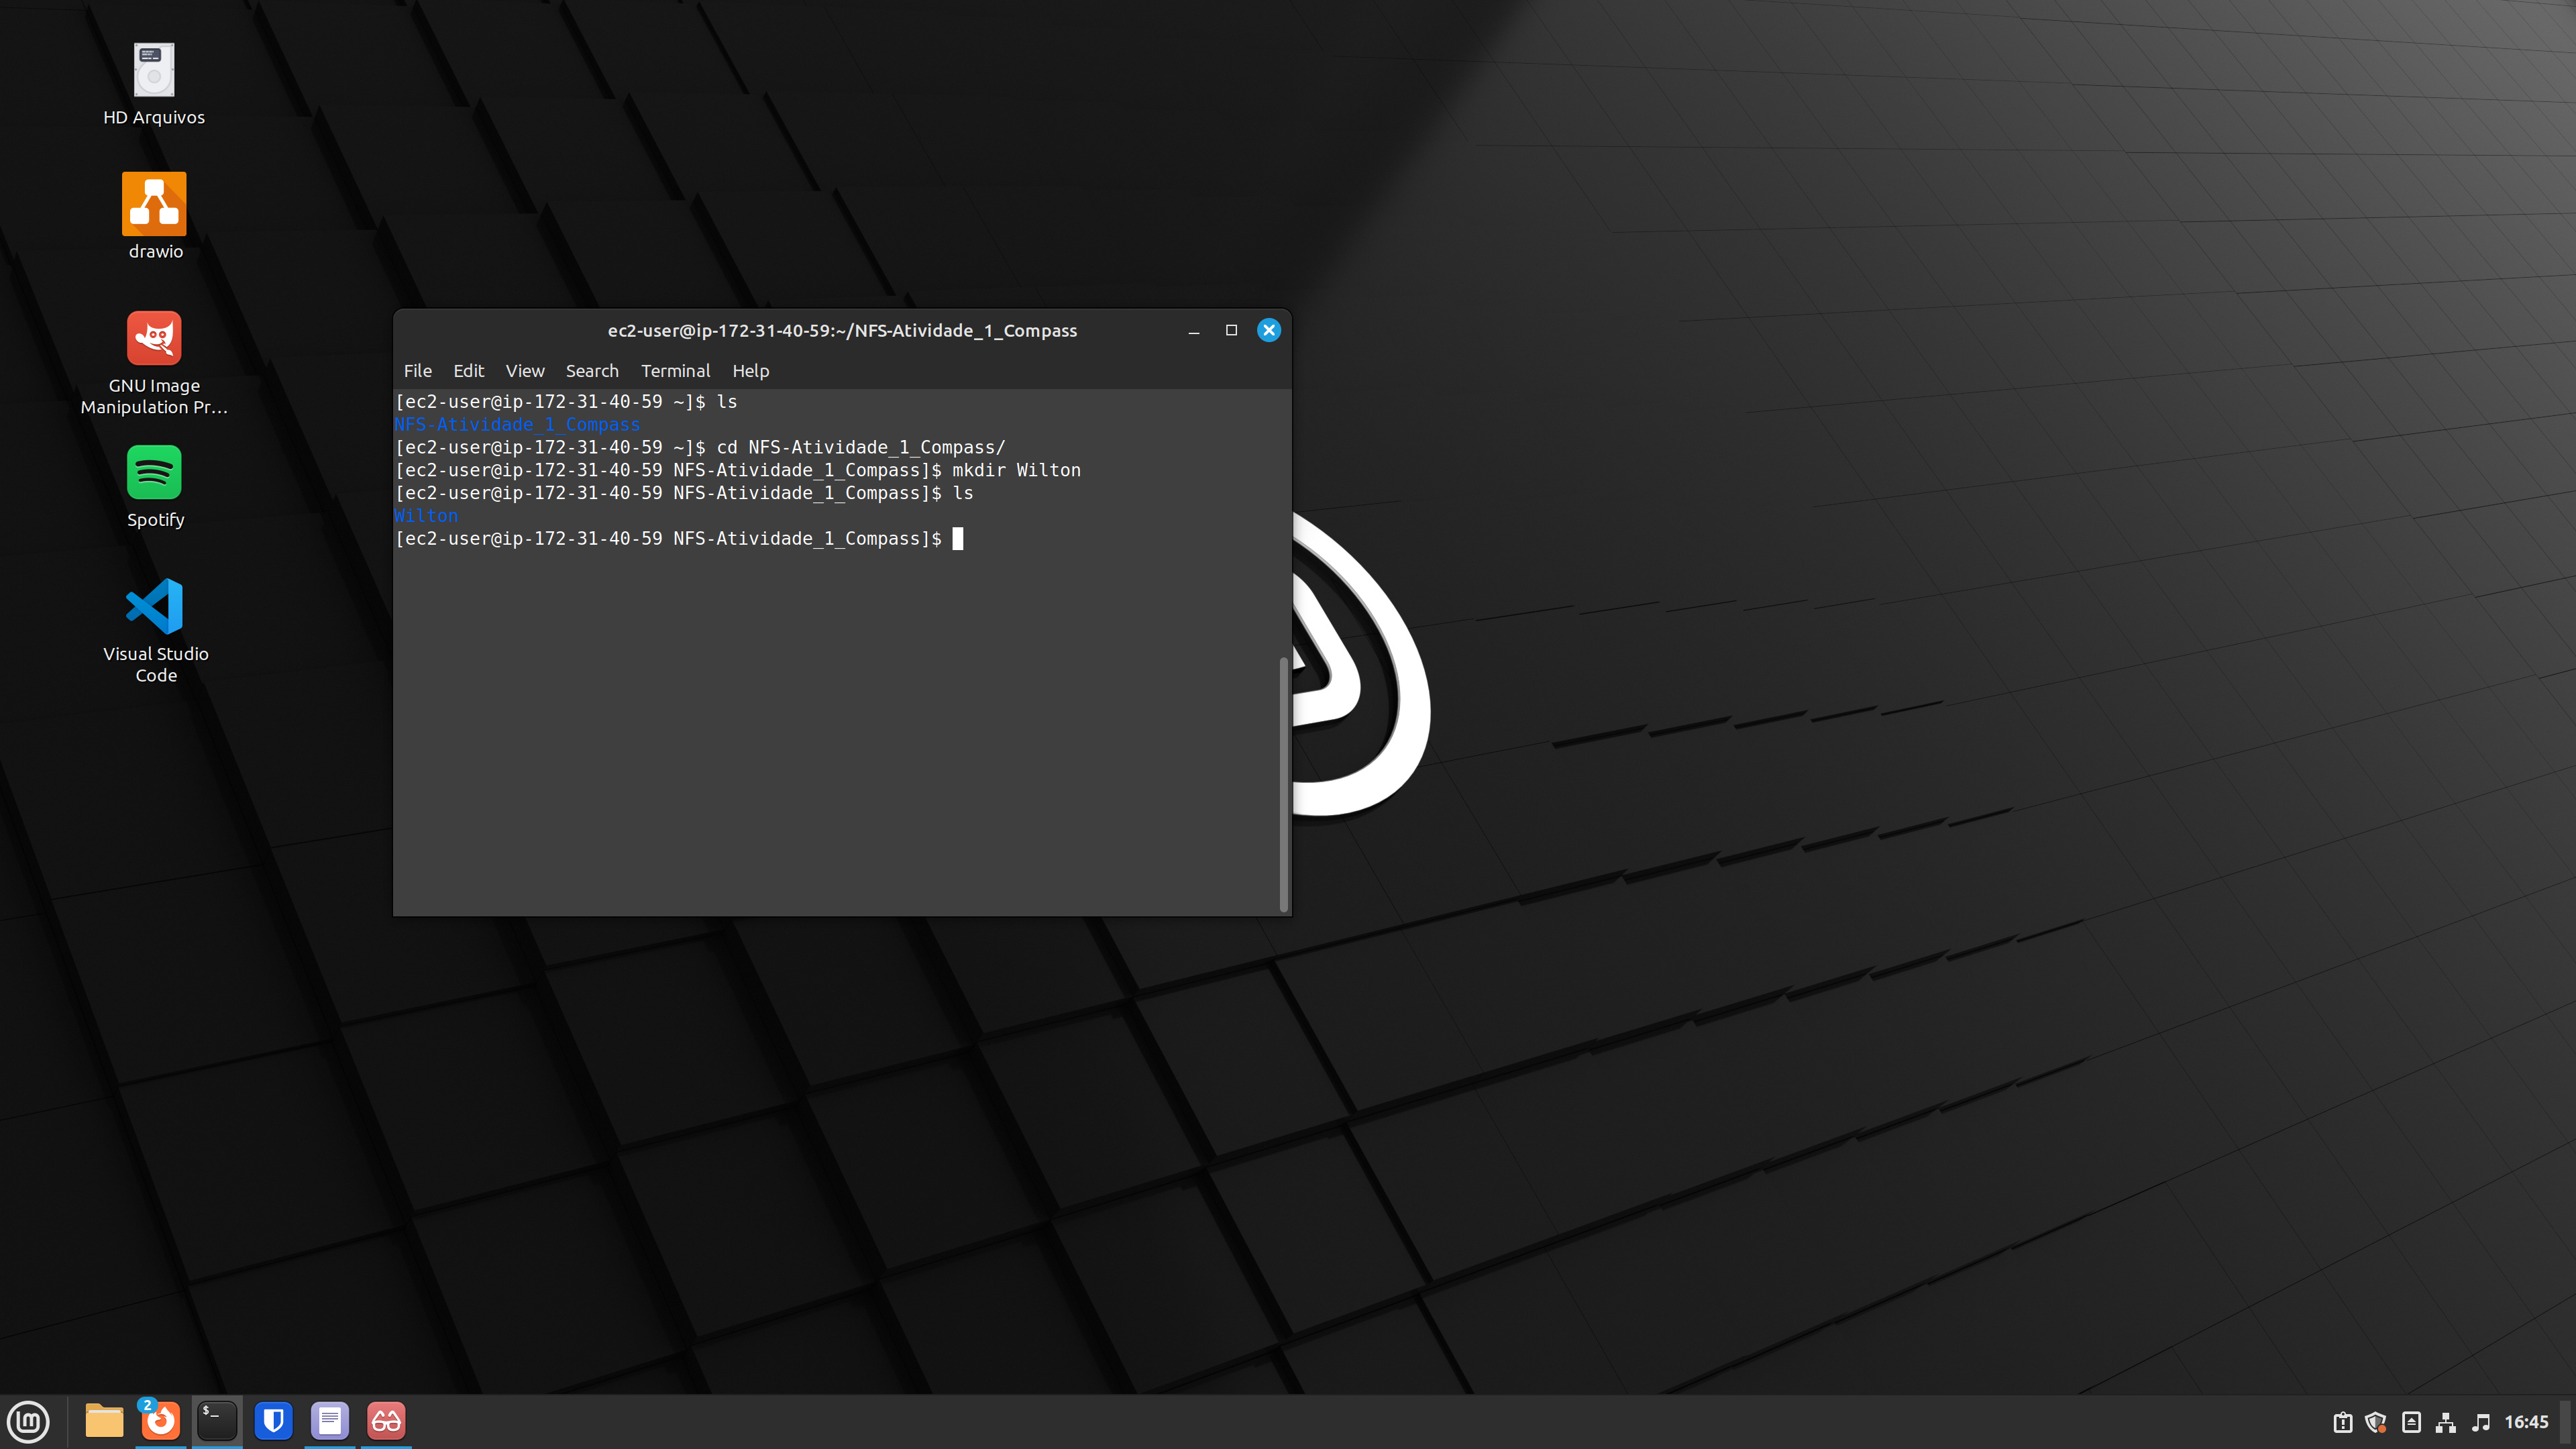 HD Arquivos
drawio
GNU Image
Manipulation Pr...
Spotify
Visual Studio
Code
ec2-user@ip-172-31-40-59:~/NFS-Atividade_1_Compass
File Edit View Search Terminal Help
[ec2-user@ip-172-31-40-59 ~]$ ls
NFS-Atividade_1_Compass
[ec2-user@ip-172-31-40-59 ~]$ cd NFS-Atividade_1_Compass/
[ec2-user@ip-172-31-40-59 NFS-Atividade_1_Compass]$ mkdir Wilton
[ec2-user@ip-172-31-40-59 NFS-Atividade_1_Compass]$ ls
Wilton
[ec2-user@ip-172-31-40-59 NFS-Atividade_1_Compass]$
2
$_
16:45